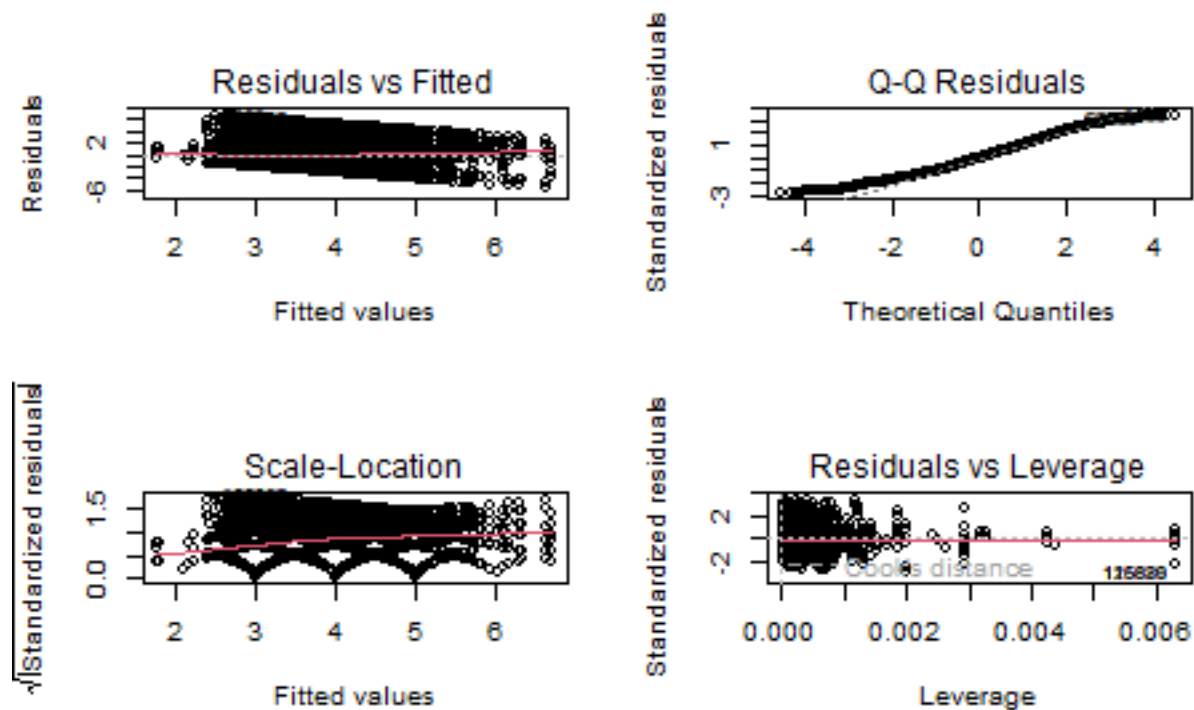 Residuals vs Fitted
Residuals
2
-6
2 3 4 5 6
Fitted values
Q-Q Residuals
Standardized residuals
1
-3
-4 -2 0 2 4
Theoretical Quantiles
Scale-Location
√|Standardized residuals|
1.5
0.0
2 3 4 5 6
Fitted values
Residuals vs Leverage
Standardized residuals
2
-2
Cook's distance
0.000 0.002 0.004 0.006
Leverage